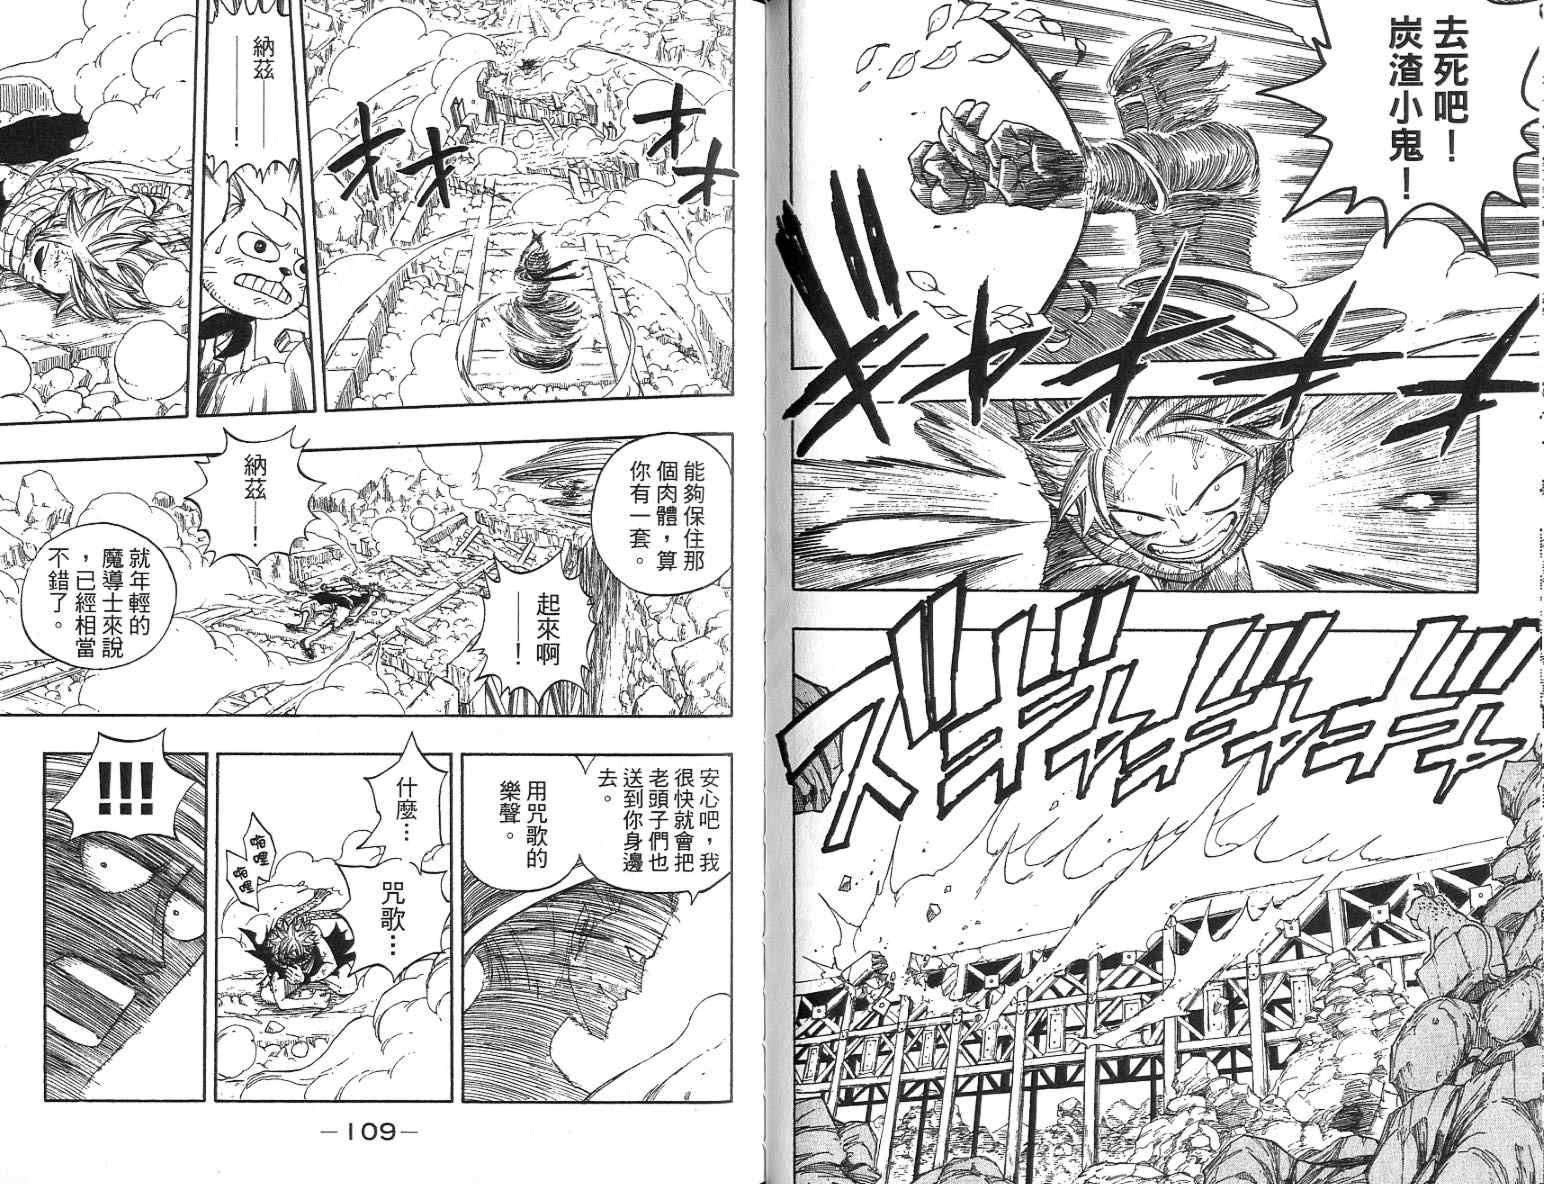 去死吧！
炭渣小鬼！
ギャオオオ
ズギギギギ
オオオオ
納茲
———！
能夠保住那
個肉體，算
你有一套。
起來啊
——！
納茲
——！
就年輕的
魔導士來說
，已經相當
不錯了。
安心吧，我
很快就會把
老頭子們也
送到你身邊
去。
用咒歌的
樂聲。
什麼…
咒歌…
啪哩
啪哩
!!!
—109—